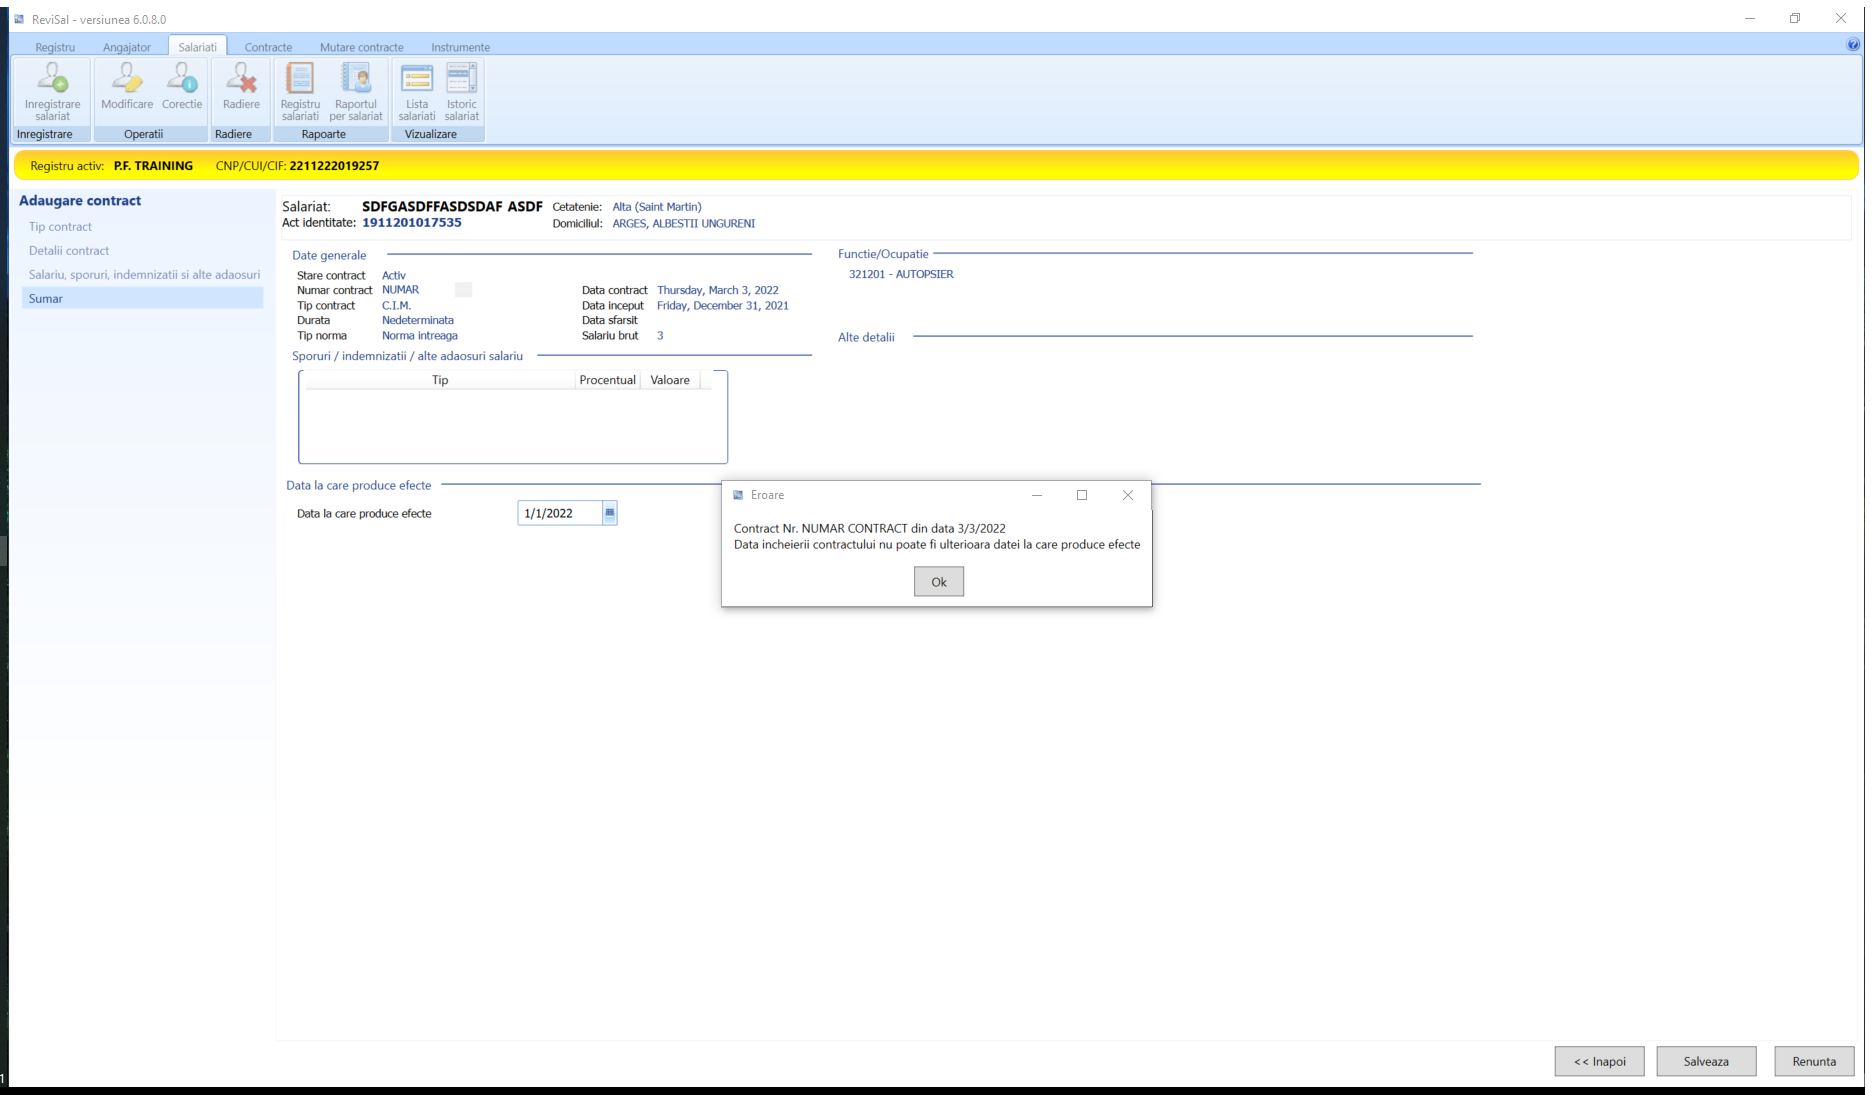 ReviSal - versiunea 6.0.8.0
Registru Angajator Salariati Contracte Mutare contracte Instrumente
Inregistrare salariat Modificare Corectie Radiere Registru salariati Raportul per salariat Lista salariati Istoric salariat
Inregistrare Operatii Radiere Rapoarte Vizualizare
Registru activ: P.F. TRAINING CNP/CUI/CIF: 2211222019257
Adaugare contract
Tip contract
Detalii contract
Salariu, sporuri, indemnizatii si alte adaosuri
Sumar
Salariat: SDFGASDFFASDSDAF ASDF Cetatenie: Alta (Saint Martin)
Act identitate: 1911201017535 Domiciliul: ARGES, ALBESTII UNGURENI
Date generale
Stare contract Activ
Numar contract NUMAR Data contract Thursday, March 3, 2022
Tip contract C.I.M. Data inceput Friday, December 31, 2021
Durata Nedeterminata Data sfarsit
Tip norma Norma intreaga Salariu brut 3
Functie/Ocupatie
321201 - AUTOPSIER
Alte detalii
Sporuri / indemnizatii / alte adaosuri salariu
Tip Procentual Valoare
Data la care produce efecte
Data la care produce efecte 1/1/2022
Eroare
Contract Nr. NUMAR CONTRACT din data 3/3/2022
Data incheierii contractului nu poate fi ulterioara datei la care produce efecte
Ok
<< Inapoi Salveaza Renunta
1